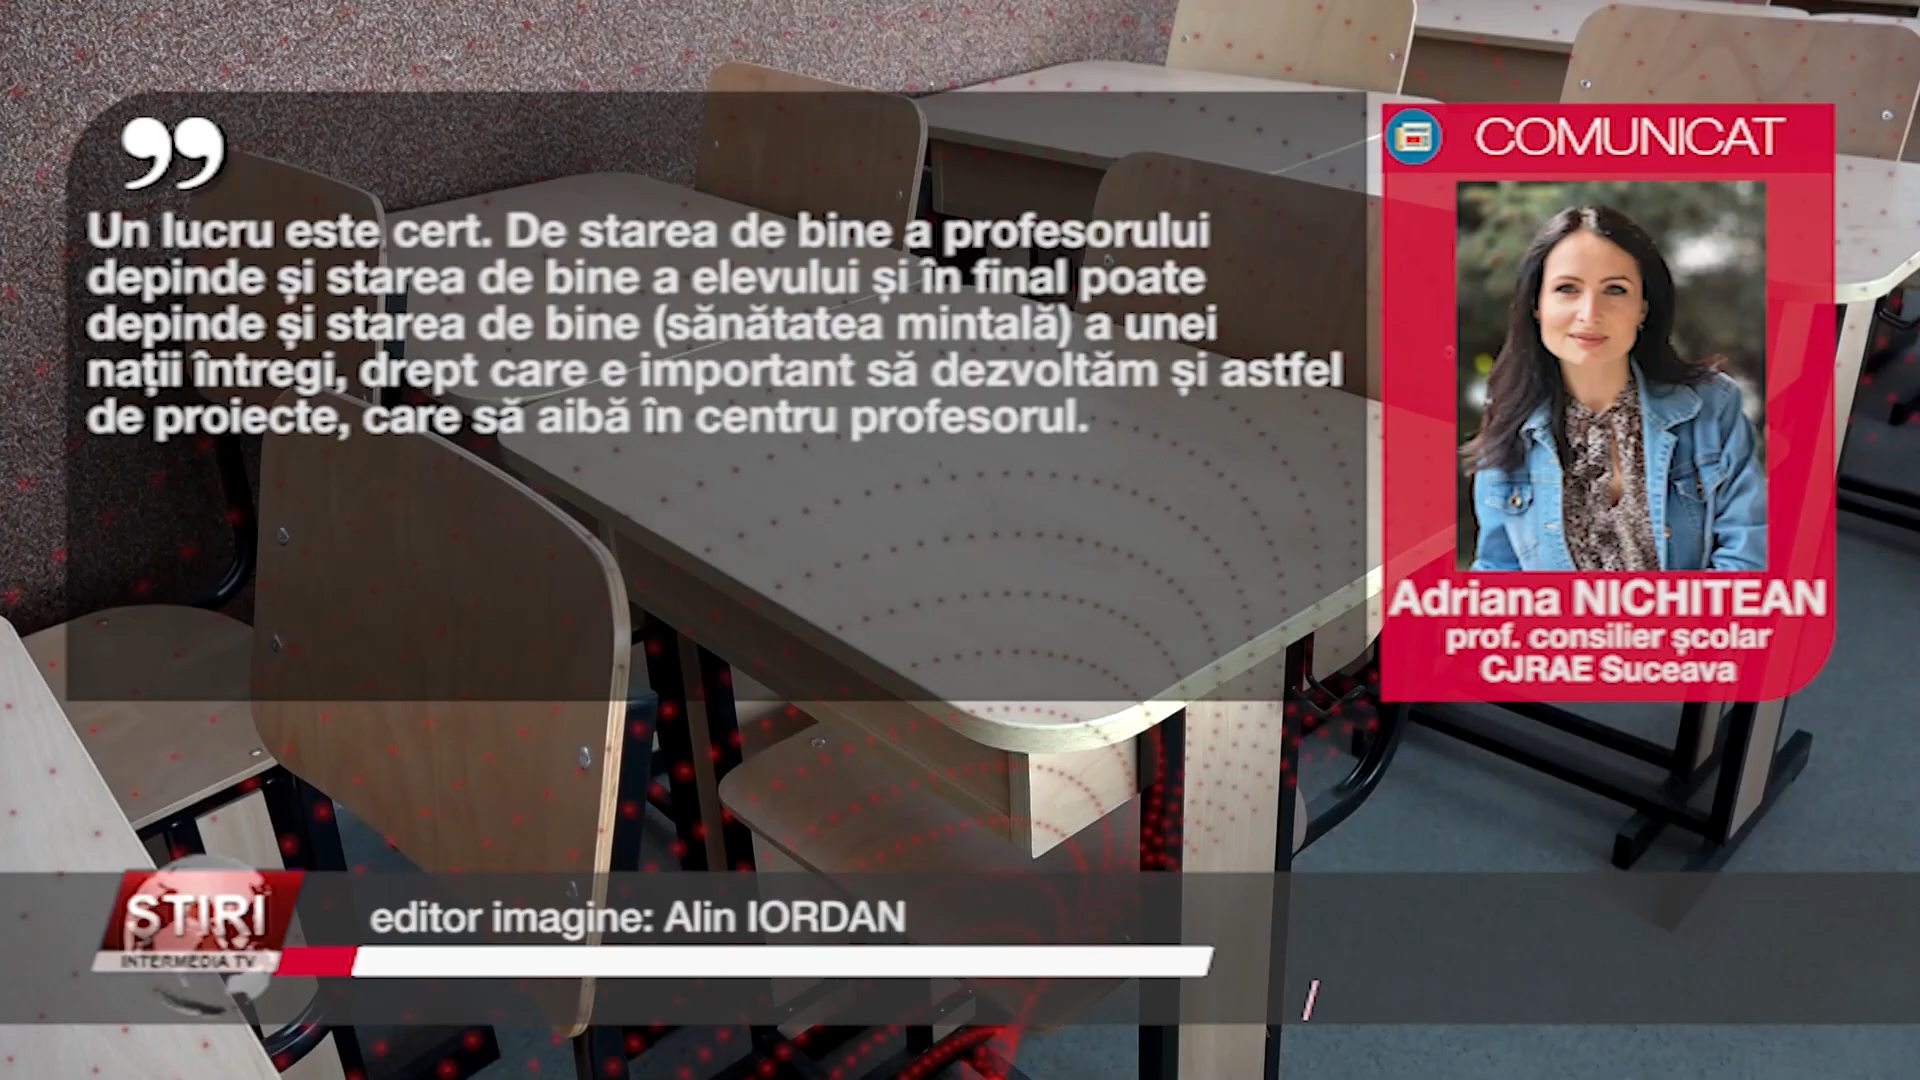 Un lucru este cert. De starea de bine a profesorului
depinde și starea de bine a elevului și în final poate
depinde și starea de bine (sănătatea mintală) a unei
nații întregi, drept care e important să dezvoltăm și astfel
de proiecte, care să aibă în centru profesorul.
COMUNICAT
Adriana NICHITEAN
prof. consilier școlar
CJRAE Suceava
STIRI
INTERMEDIA TV
editor imagine: Alin IORDAN